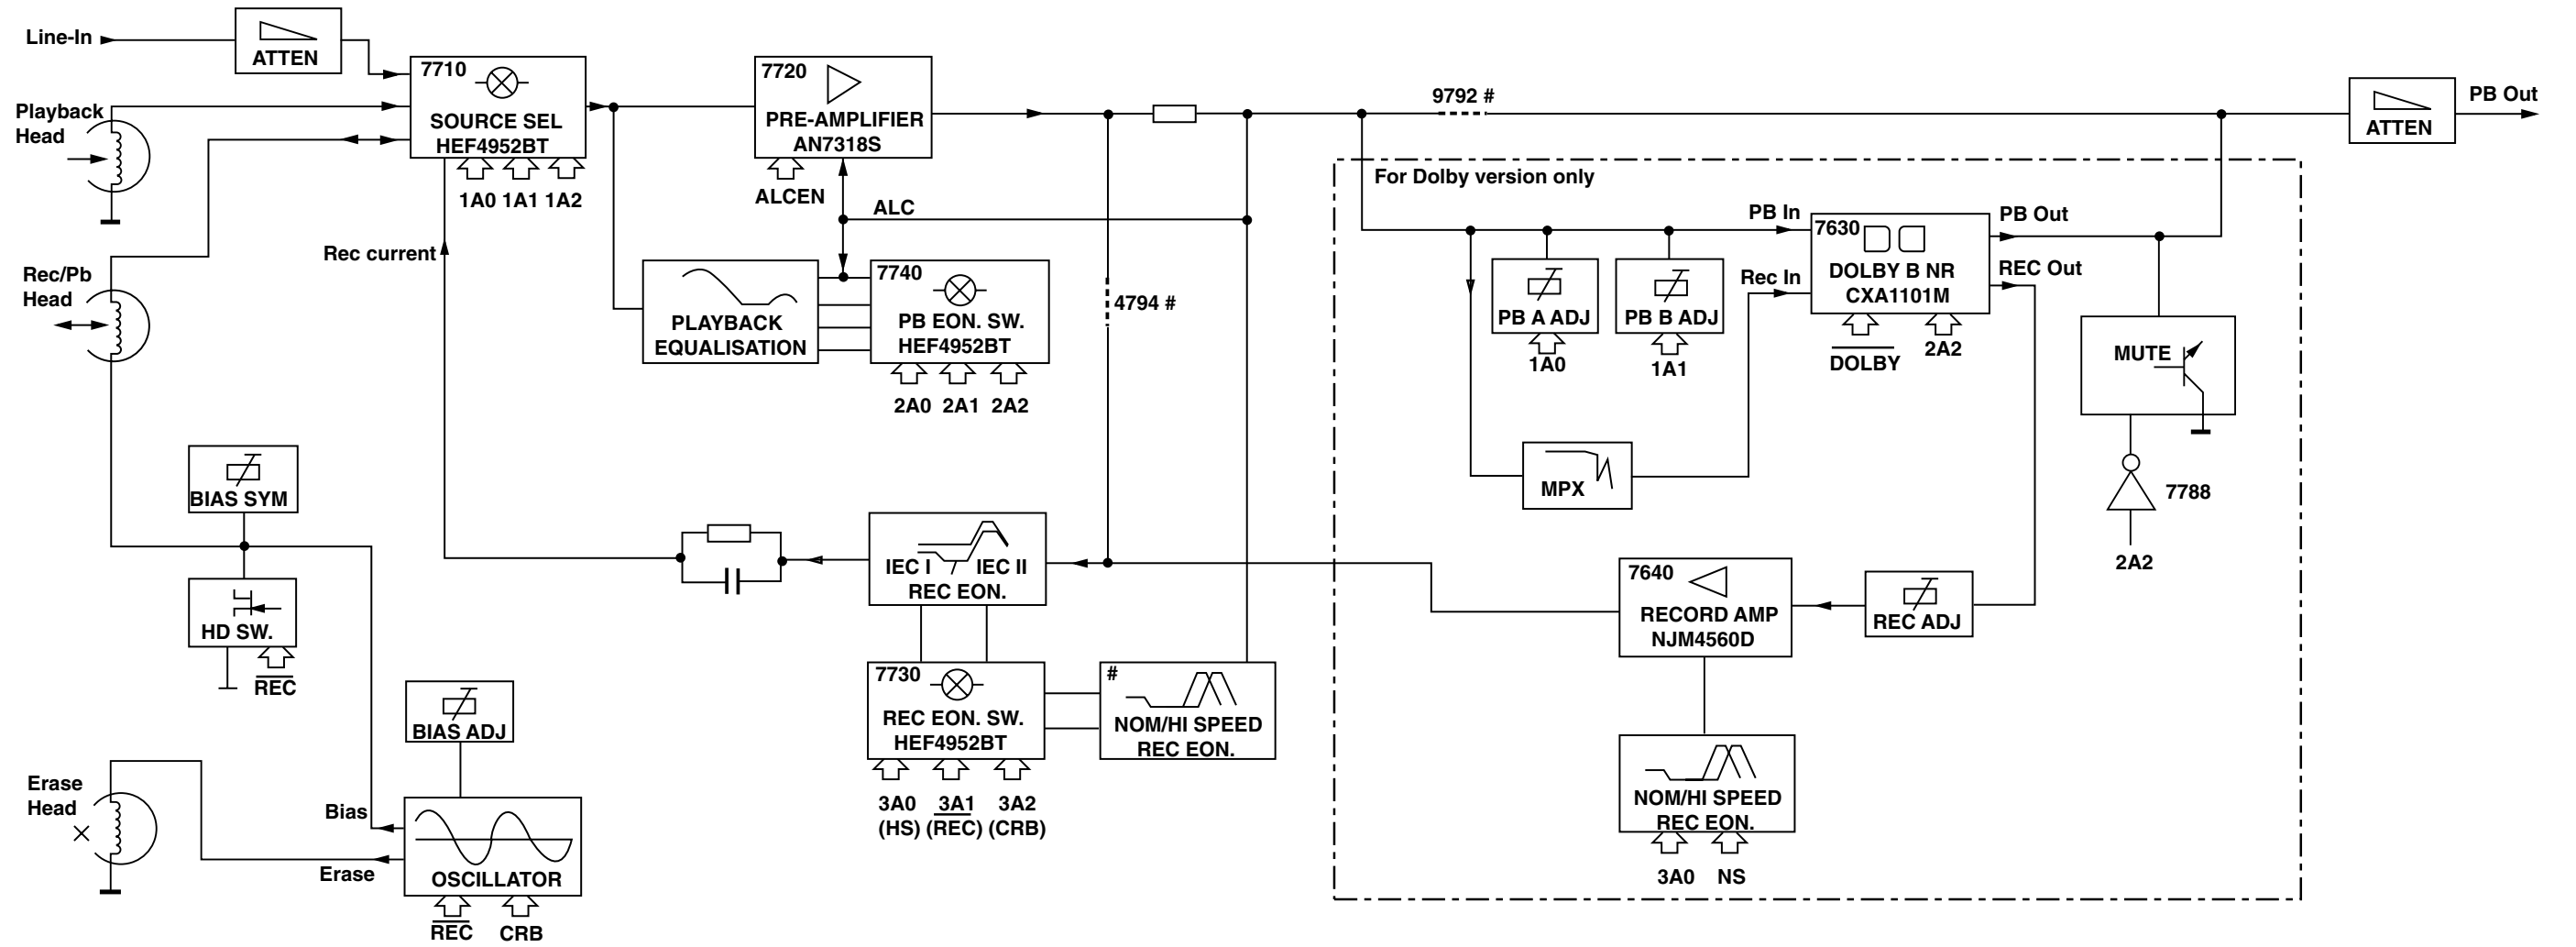 Line-In
ATTEN
7710
SOURCE SEL
HEF4952BT
1A0 1A1 1A2
Playback
Head
Rec/Pb
Head
Rec current
7720
PRE-AMPLIFIER
AN7318S
ALCEN
ALC
PLAYBACK
EQUALISATION
7740
PB EON. SW.
HEF4952BT
2A0 2A1 2A2
4794 #
9792 #
ATTEN
PB Out
For Dolby version only
PB In
Rec In
7630
DOLBY B NR
CXA1101M
PB Out
REC Out
DOLBY
2A2
PB A ADJ
1A0
PB B ADJ
1A1
MPX
MUTE
7788
2A2
BIAS SYM
HD SW.
REC
IEC I
IEC II
REC EON.
7730
REC EON. SW.
HEF4952BT
3A0 3A1 3A2
(HS) (REC) (CRB)
#
NOM/HI SPEED
REC EON.
7640
RECORD AMP
NJM4560D
REC ADJ
NOM/HI SPEED
REC EON.
3A0 NS
BIAS ADJ
Erase
Head
Bias
Erase
OSCILLATOR
REC CRB